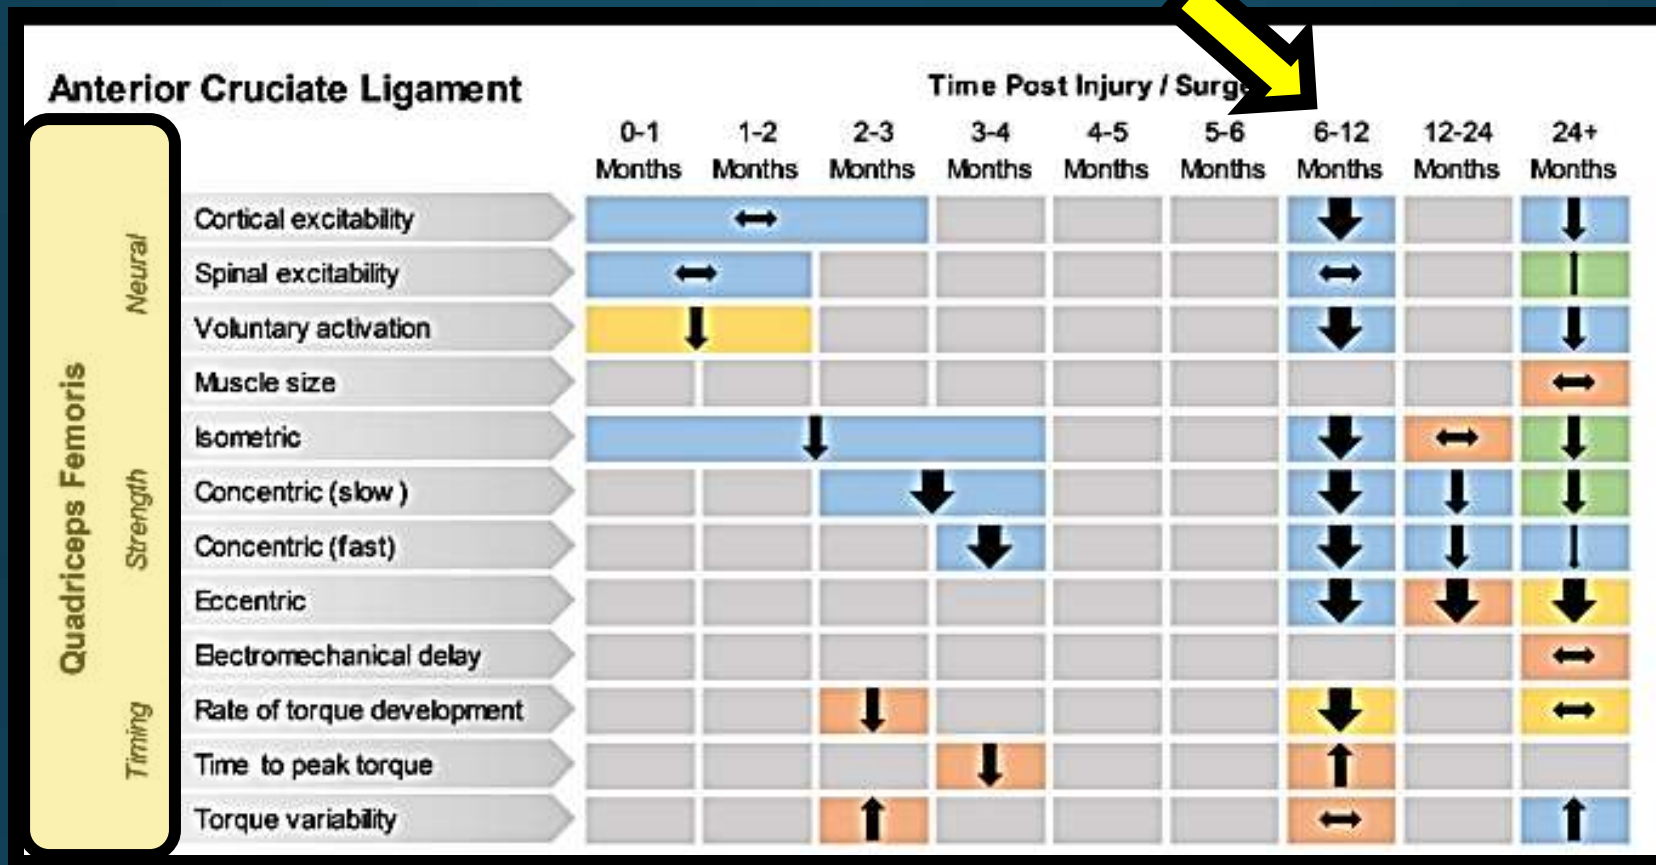 Anterior Cruciate Ligament
Time Post Injury / Surge
0-1 Months
1-2 Months
2-3 Months
3-4 Months
4-5 Months
5-6 Months
6-12 Months
12-24 Months
24+ Months
Quadriceps Femoris
Neural
Cortical excitability
Spinal excitability
Voluntary activation
Muscle size
Strength
Isometric
Concentric (slow )
Concentric (fast)
Eccentric
Timing
Electromechanical delay
Rate of torque development
Time to peak torque
Torque variability